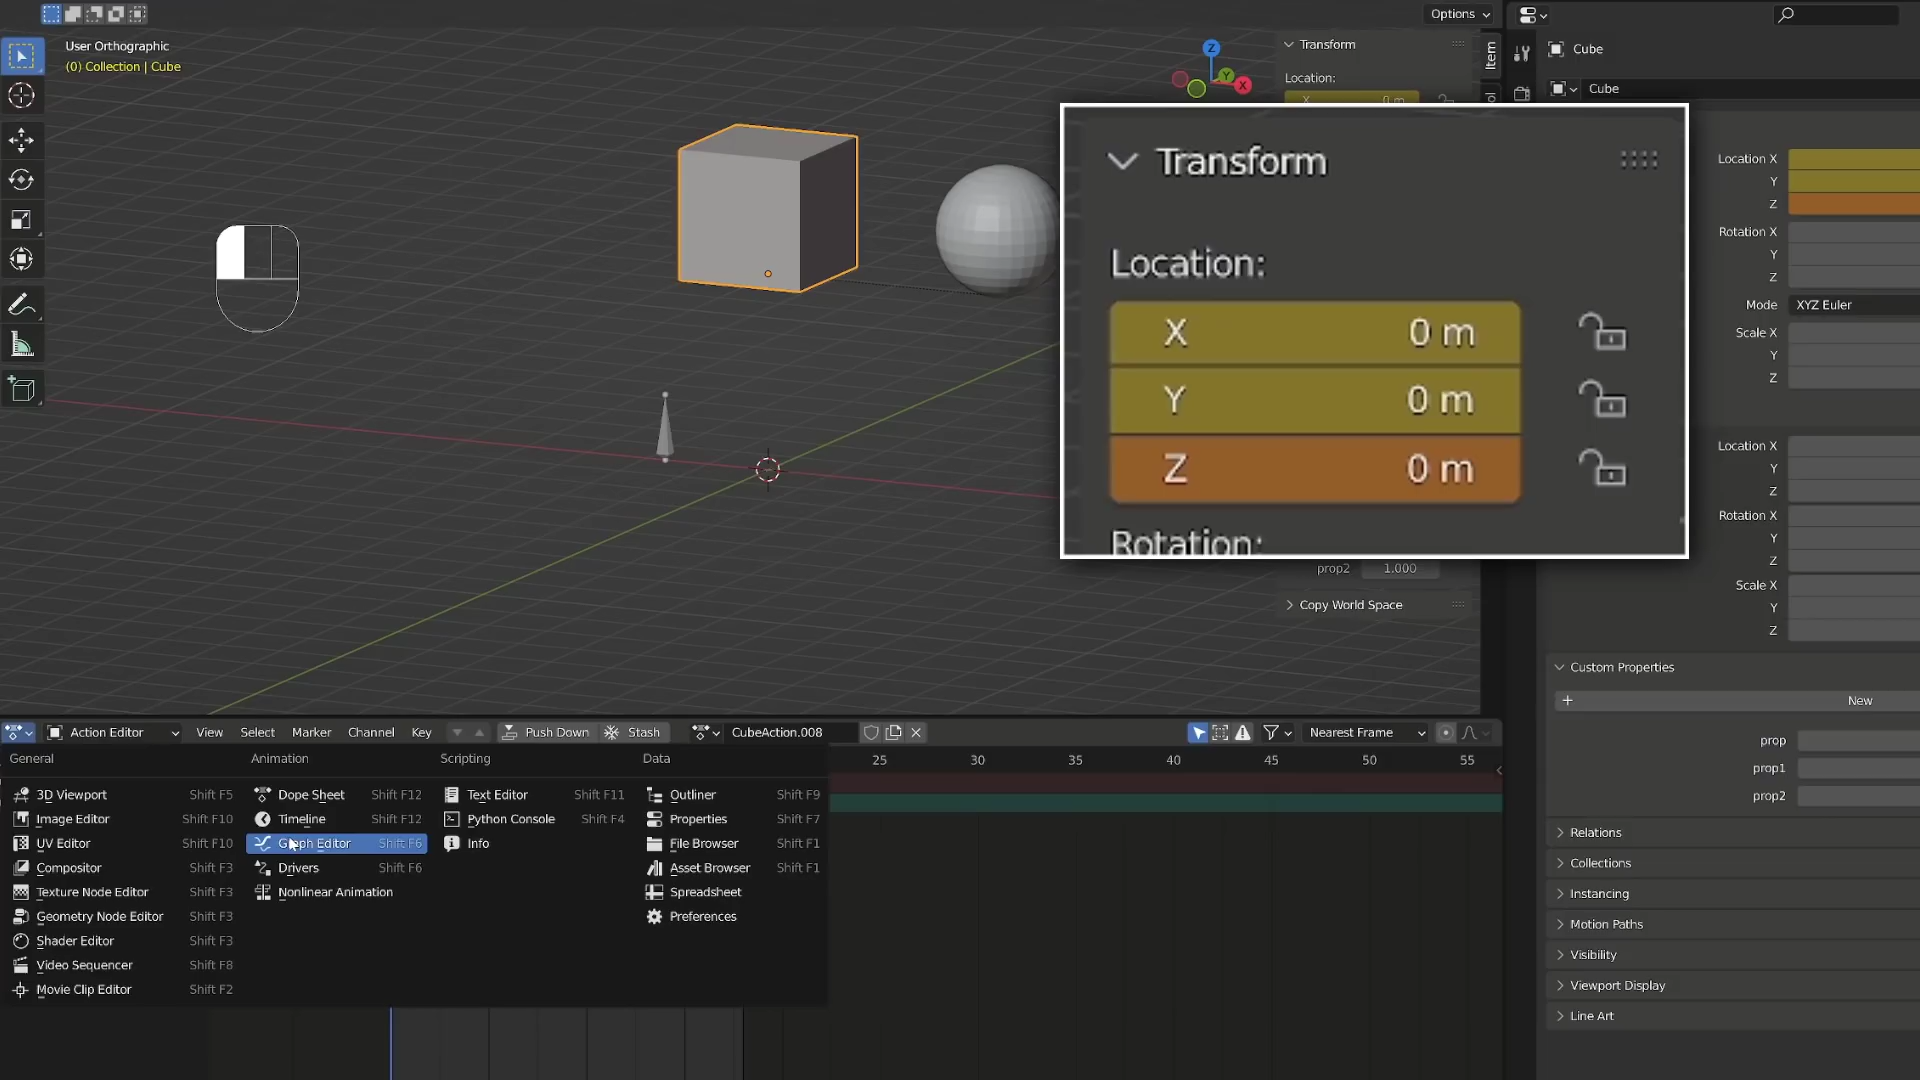 Options
User Orthographic
(0) Collection | Cube
Z
Y
X
Transform
Location:
X 0 m
Item
Cube
Cube
Transform
Location:
X 0 m
Y 0 m
Z 0 m
Rotation:
prop2 1.000
Copy World Space
Location X
Y
Z
Rotation X
Y
Z
Mode XYZ Euler
Scale X
Y
Z
Location X
Y
Z
Rotation X
Y
Z
Scale X
Y
Z
Custom Properties
New
prop
prop1
prop2
Relations
Collections
Instancing
Motion Paths
Visibility
Viewport Display
Line Art
Action Editor View Select Marker Channel Key Push Down Stash CubeAction.008 Nearest Frame
25 30 35 40 45 50 55
General
3D Viewport Shift F5
Image Editor Shift F10
UV Editor Shift F10
Compositor Shift F3
Texture Node Editor Shift F3
Geometry Node Editor Shift F3
Shader Editor Shift F3
Video Sequencer Shift F8
Movie Clip Editor Shift F2
Animation
Dope Sheet Shift F12
Timeline Shift F12
Graph Editor Shift F6
Drivers Shift F6
Nonlinear Animation
Scripting
Text Editor Shift F11
Python Console Shift F4
Info
Data
Outliner Shift F9
Properties Shift F7
File Browser Shift F1
Asset Browser Shift F1
Spreadsheet
Preferences